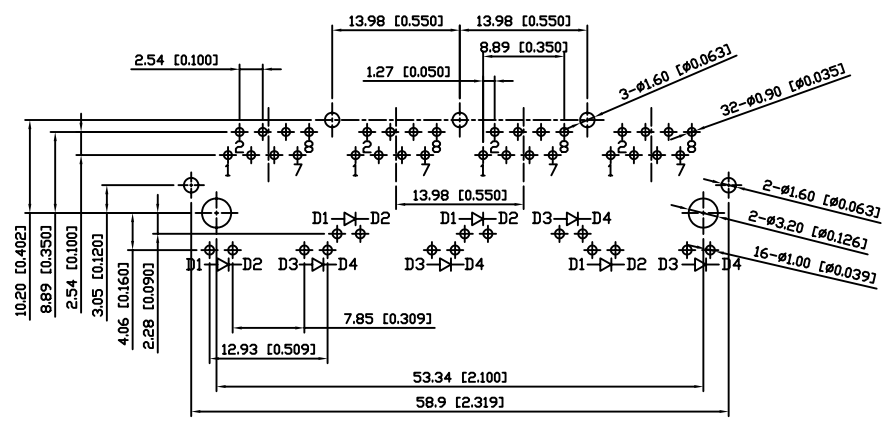 13.98 [0.550] 13.98 [0.550]
2.54 [0.100] 8.89 [0.350]
1.27 [0.050] 3-ø1.60 [ø0.063]
32-ø0.90 [ø0.035]
2 8 2 8 2 8 2 8
1 7 1 7 1 7 1 7
13.98 [0.550] 2-ø1.60 [ø0.063]
D1 D2 D1 D2 D3 D4 2-ø3.20 [ø0.126]
D1 D2 D3 D4 D3 D4 D1 D2 D3 D4 16-ø1.00 [ø0.039]
10.20 [0.402]
8.89 [0.350]
2.54 [0.100]
3.05 [0.120]
4.06 [0.160]
2.28 [0.090]
7.85 [0.309]
12.93 [0.509]
53.34 [2.100]
58.9 [2.319]